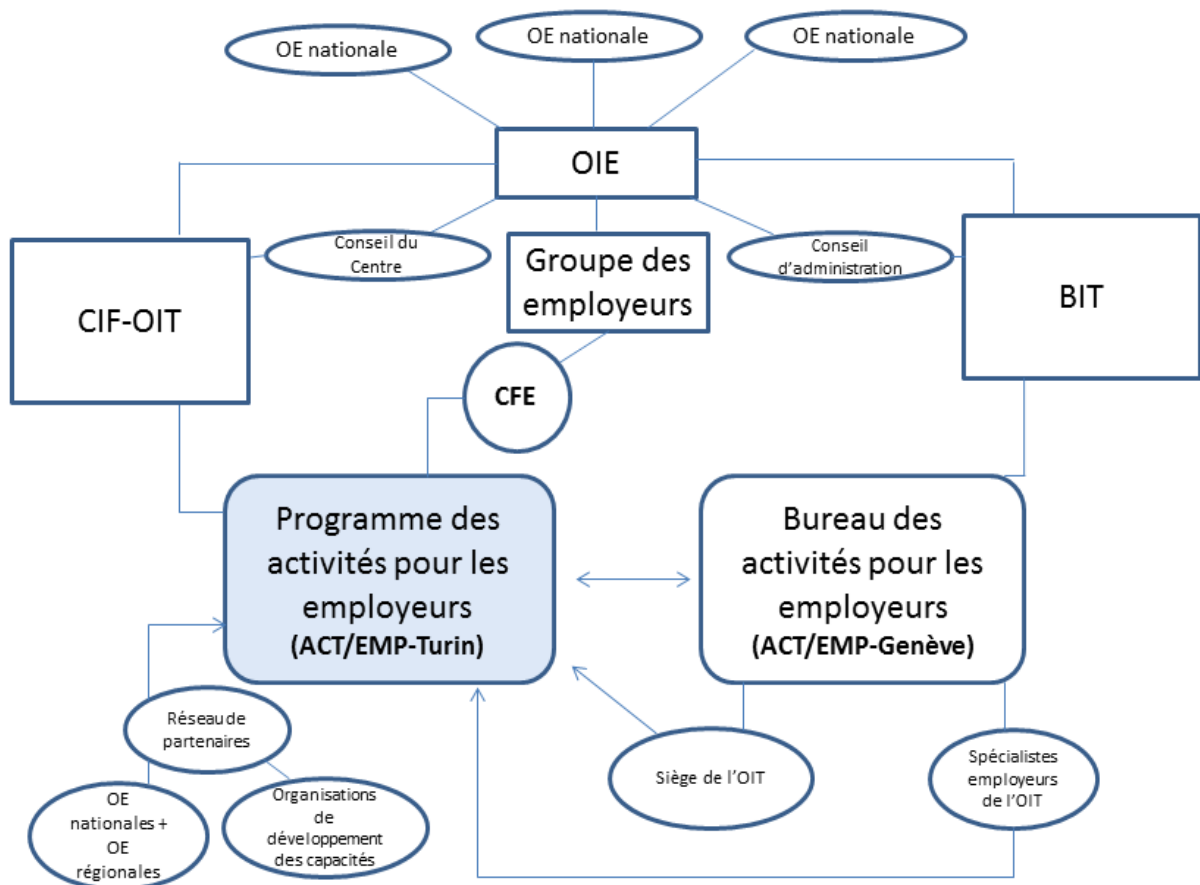 OE nationale
OE nationale
OE nationale
OIE
Conseil du
Centre
Groupe des
employeurs
Conseil
d'administration
CIF-OIT
BIT
CFE
Programme des
activités pour les
employeurs
(ACT/EMP-Turin)
Bureau des
activités pour les
employeurs
(ACT/EMP-Genève)
Réseau de
partenaires
Siège de l'OIT
Spécialistes
employeurs
de l'OIT
OE
nationales +
OE
régionales
Organisations
de
développement
des capacités